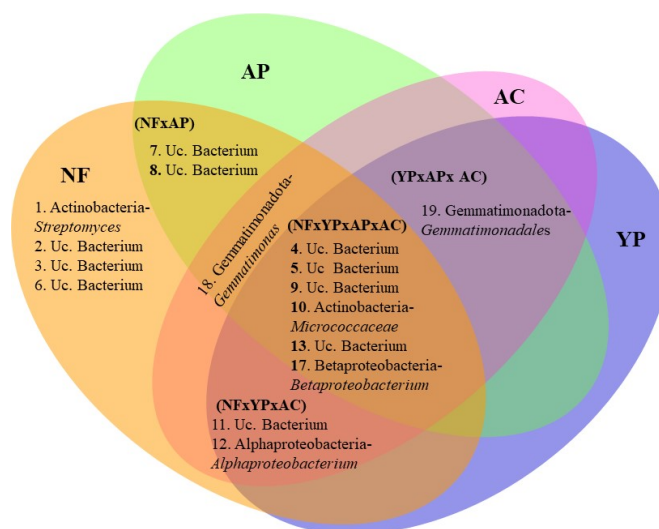 AP
AC
(NFxAP)
7. Uc. Bacterium
8. Uc. Bacterium
NF
1. Actinobacteria-
Streptomyces
2. Uc. Bacterium
3. Uc. Bacterium
6. Uc. Bacterium
(YPxAPx AC)
19. Gemmatimonadota-
Gemmatimonadales
YP
18. Gemmatimonadota-
Gemmatimonas
(NFxYPxAPxAC)
4. Uc. Bacterium
5. Uc  Bacterium
9. Uc. Bacterium
10. Actinobacteria-
Micrococcaceae
13. Uc. Bacterium
17. Betaproteobacteria-
Betaproteobacterium
(NFxYPxAC)
11. Uc. Bacterium
12. Alphaproteobacteria-
Alphaproteobacterium